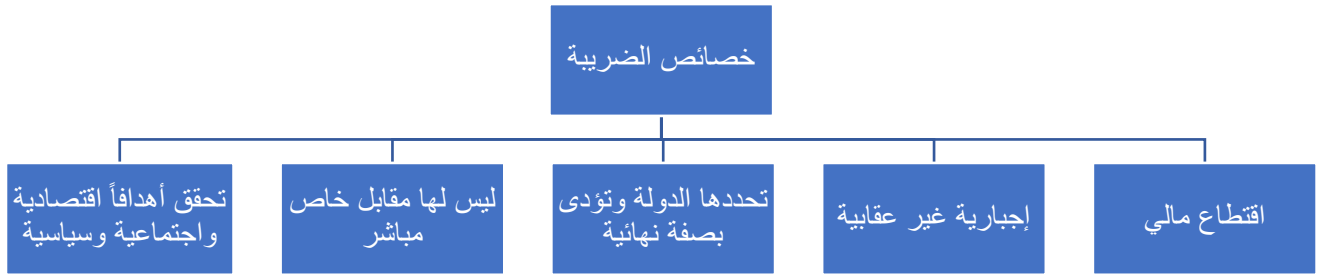 خصائص الضريبة
اقتطاع مالي
إجبارية غير عقابية
تحددها الدولة وتؤدى
بصفة نهائية
ليس لها مقابل خاص
مباشر
تحقق أهدافاً اقتصادية
واجتماعية وسياسية